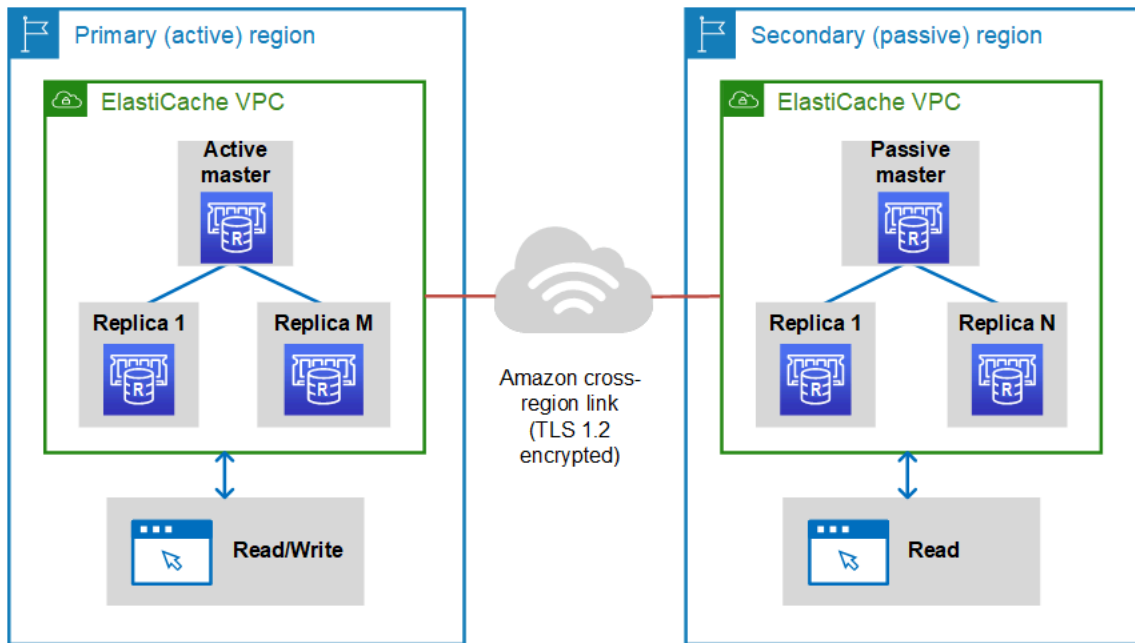 Primary (active) region
ElastiCache VPC
Active
master
R
Replica 1
R
Replica M
R
Read/Write
Amazon cross-
region link
(TLS 1.2
encrypted)
Secondary (passive) region
ElastiCache VPC
Passive
master
R
Replica 1
R
Replica N
R
Read